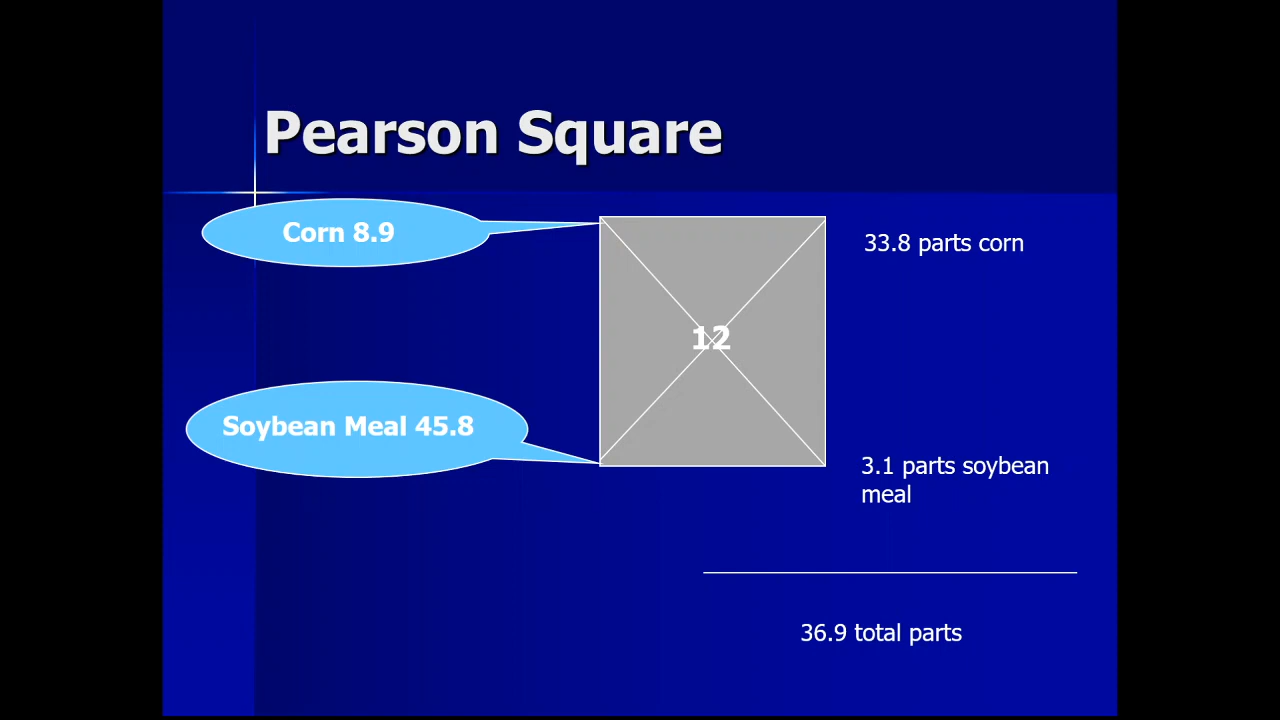 Pearson Square
Corn 8.9
33.8 parts corn
12
Soybean Meal 45.8
3.1 parts soybean
meal
36.9 total parts